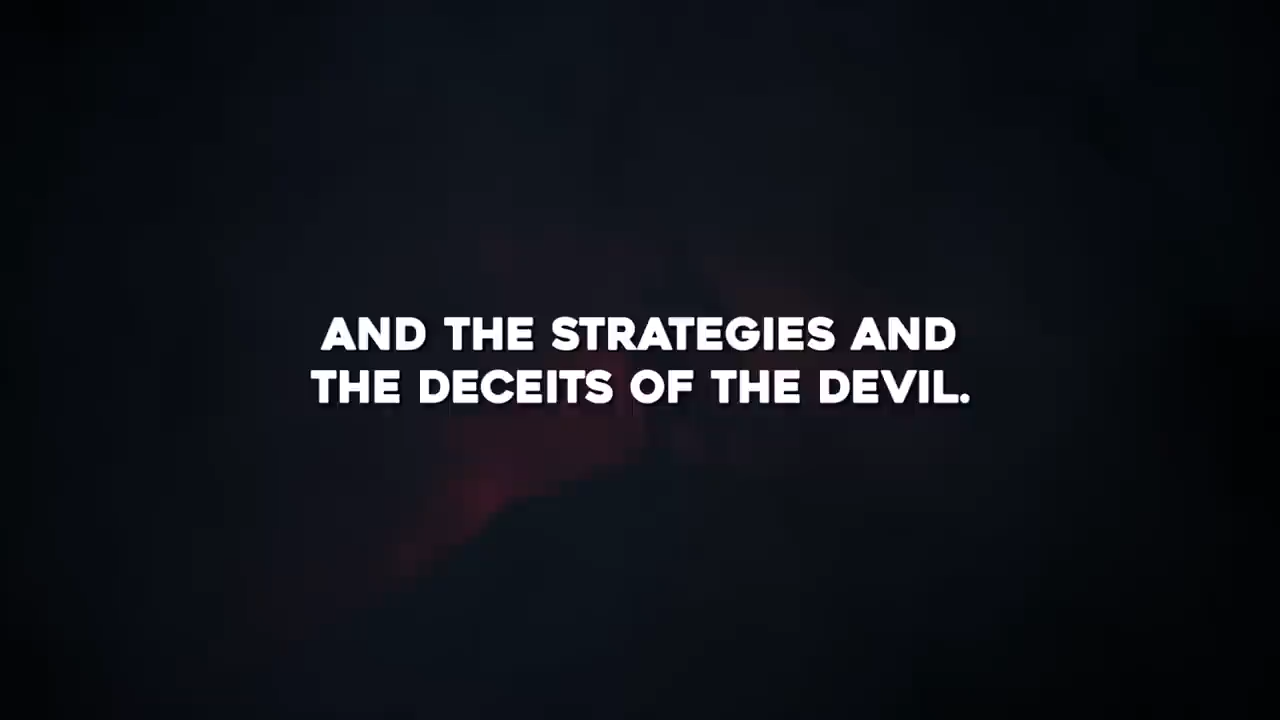 AND THE STRATEGIES AND
THE DECEITS OF THE DEVIL.